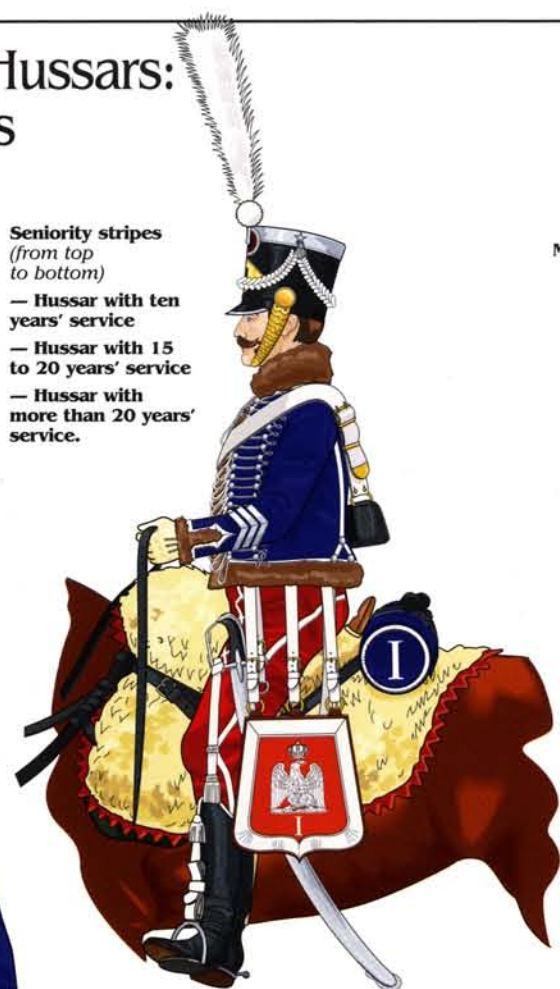 Hussars:
s
Seniority stripes
(from top
to bottom)
— Hussar with ten
years' service
— Hussar with 15
to 20 years' service
— Hussar with
more than 20 years'
service.
M
I
I